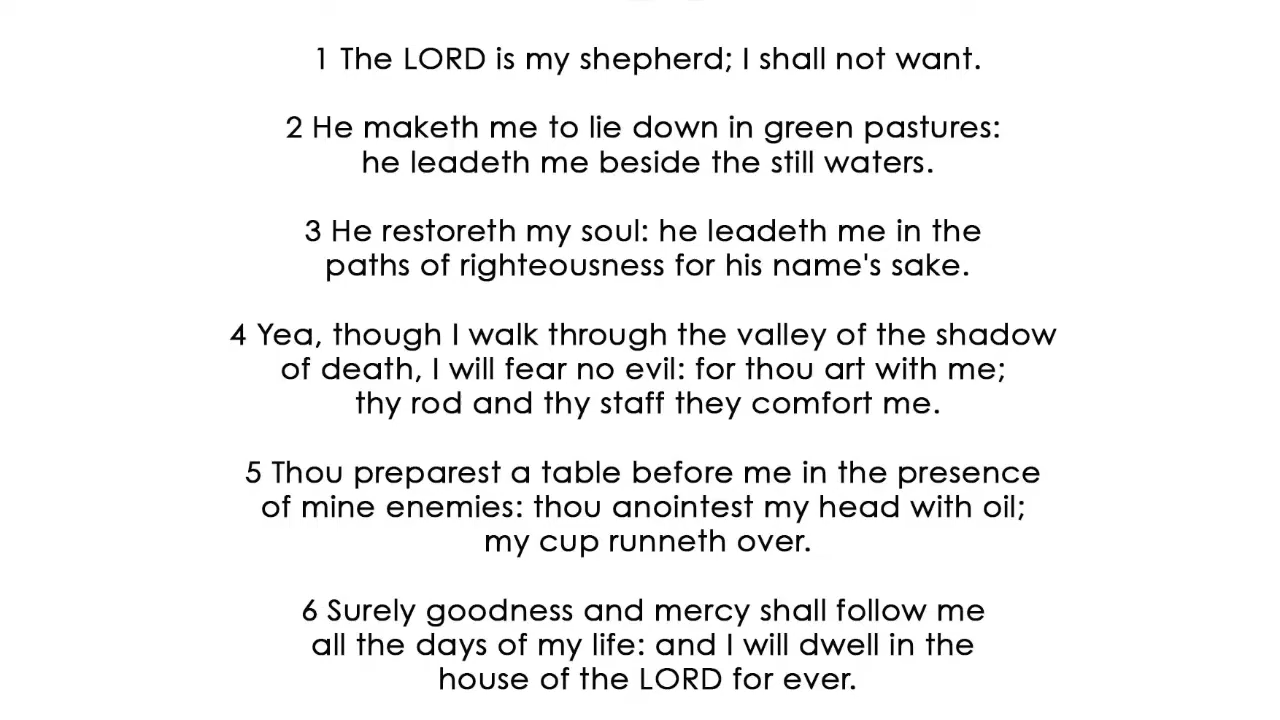 1 The LORD is my shepherd; I shall not want.
2 He maketh me to lie down in green pastures:
he leadeth me beside the still waters.
3 He restoreth my soul: he leadeth me in the
paths of righteousness for his name's sake.
4 Yea, though I walk through the valley of the shadow
of death, I will fear no evil: for thou art with me;
thy rod and thy staff they comfort me.
5 Thou preparest a table before me in the presence
of mine enemies: thou anointest my head with oil;
my cup runneth over.
6 Surely goodness and mercy shall follow me
all the days of my life: and I will dwell in the
house of the LORD for ever.